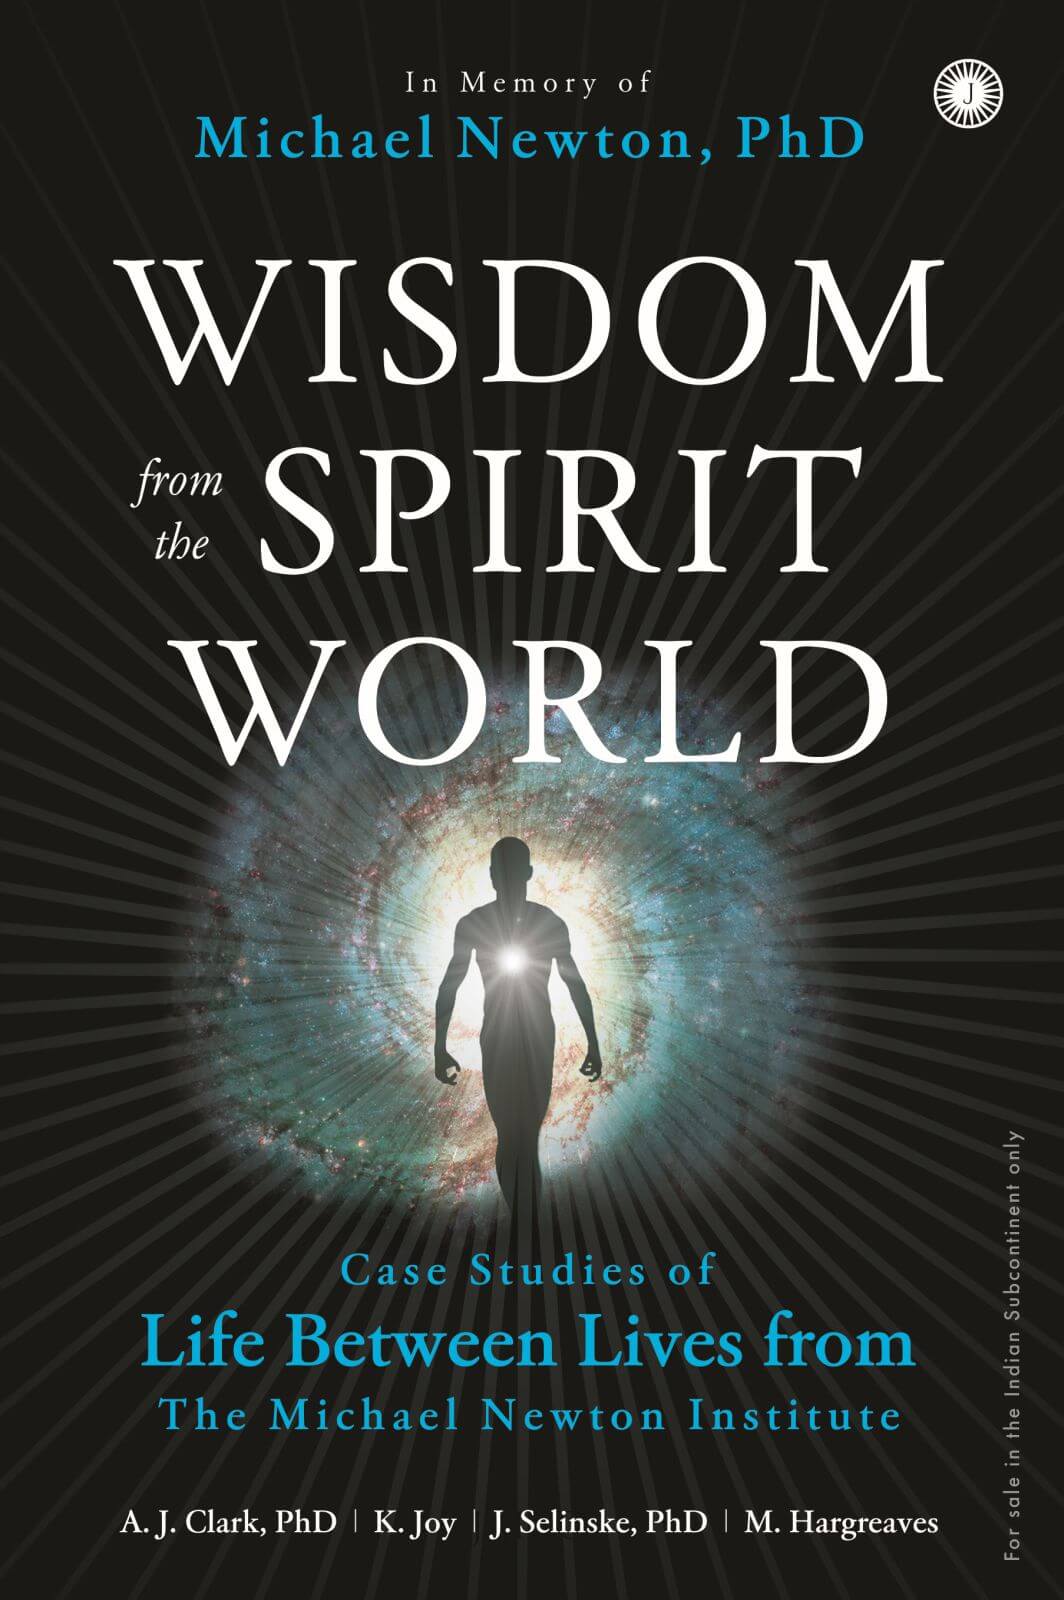 In Memory of
Michael Newton, PhD
J
WISDOM
from
the
SPIRIT
WORLD
Case Studies of
Life Between Lives from
The Michael Newton Institute
A. J. Clark, PhD | K. Joy | J. Selinske, PhD | M. Hargreaves
For sale in the Indian Subcontinent only